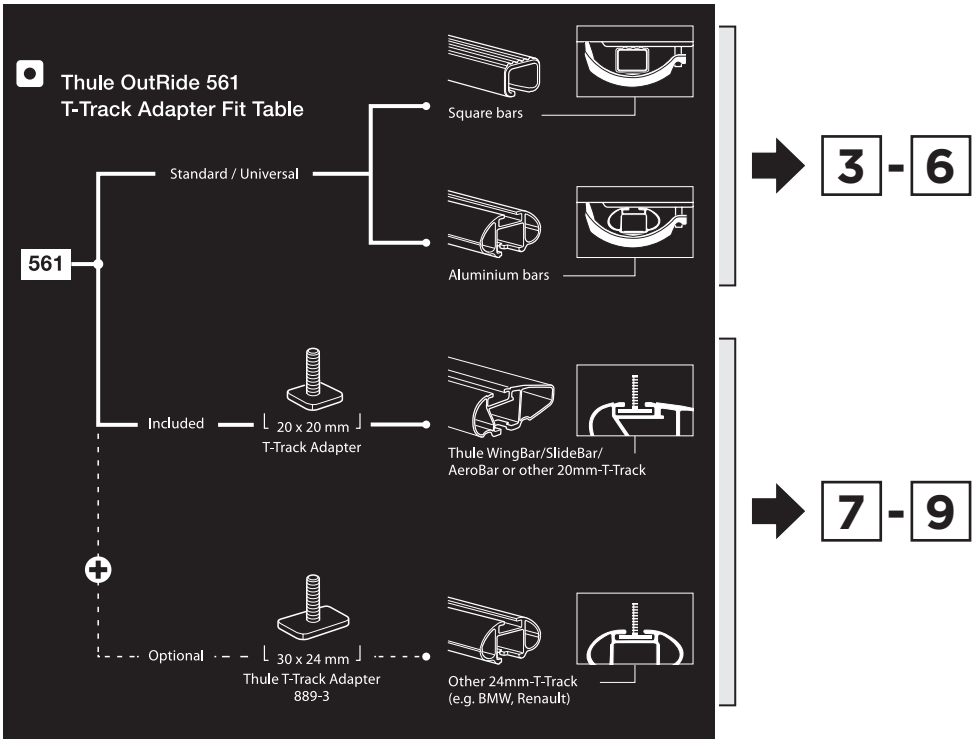 Thule OutRide 561
T-Track Adapter Fit Table
Square bars
Standard / Universal
3 - 6
561
Aluminium bars
Included
20 x 20 mm
T-Track Adapter
Thule WingBar/SlideBar/
AeroBar or other 20mm-T-Track
7 - 9
Optional
30 x 24 mm
Thule T-Track Adapter
889-3
Other 24mm-T-Track
(e.g. BMW, Renault)